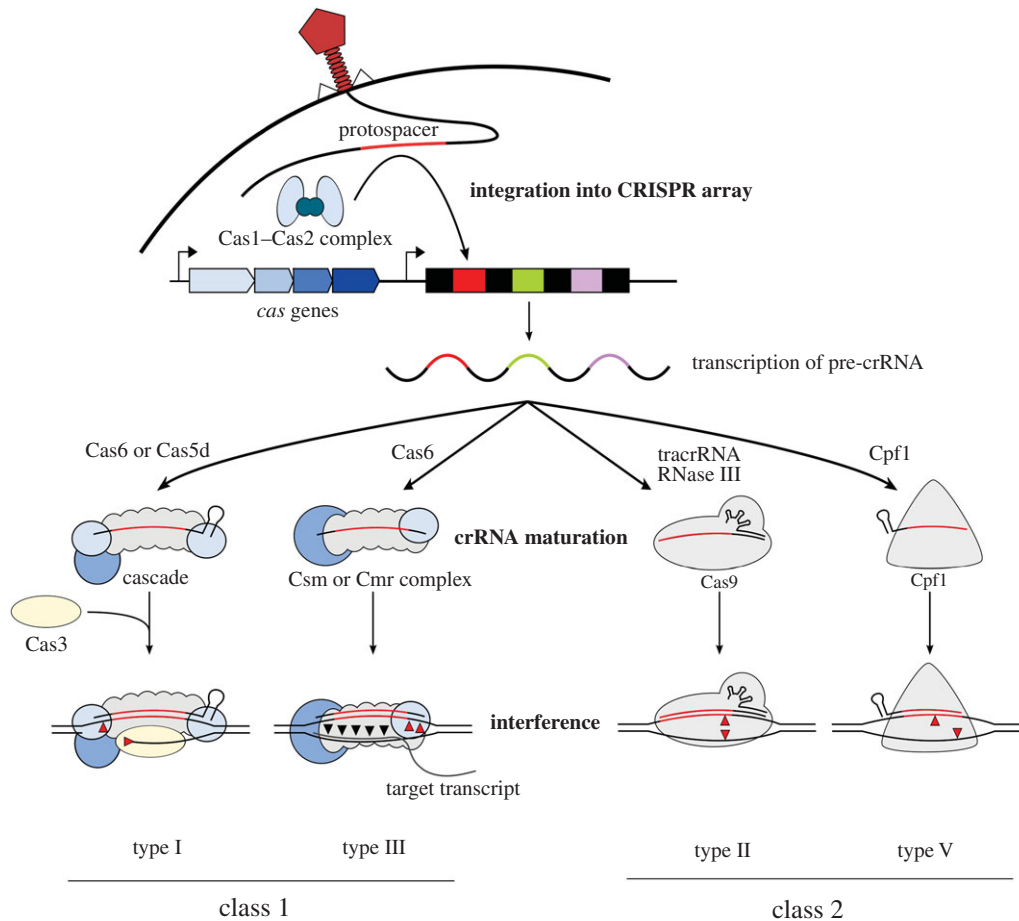 protospacer
integration into CRISPR array
Cas1–Cas2 complex
cas genes
transcription of pre-crRNA
Cas6 or Cas5d
Cas6
tracrRNA
RNase III
Cpf1
crRNA maturation
cascade
Csm or Cmr complex
Cas9
Cpf1
Cas3
interference
target transcript
type I
type III
type II
type V
class 1
class 2